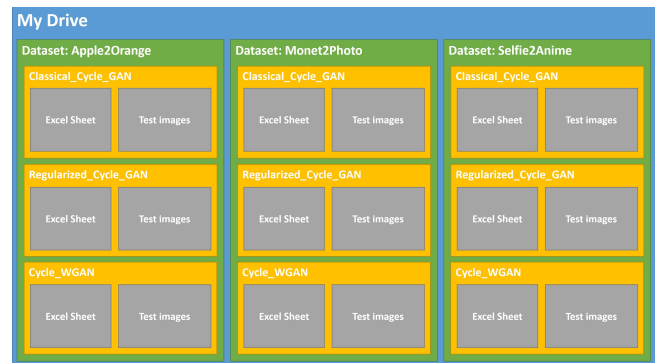 My Drive
Dataset: Apple2Orange
Classical_Cycle_GAN
Excel Sheet
Test images
Regularized_Cycle_GAN
Excel Sheet
Test images
Cycle_WGAN
Excel Sheet
Test images
Dataset: Monet2Photo
Classical_Cycle_GAN
Excel Sheet
Test images
Regularized_Cycle_GAN
Excel Sheet
Test images
Cycle_WGAN
Excel Sheet
Test images
Dataset: Selfie2Anime
Classical_Cycle_GAN
Excel Sheet
Test images
Regularized_Cycle_GAN
Excel Sheet
Test images
Cycle_WGAN
Excel Sheet
Test images